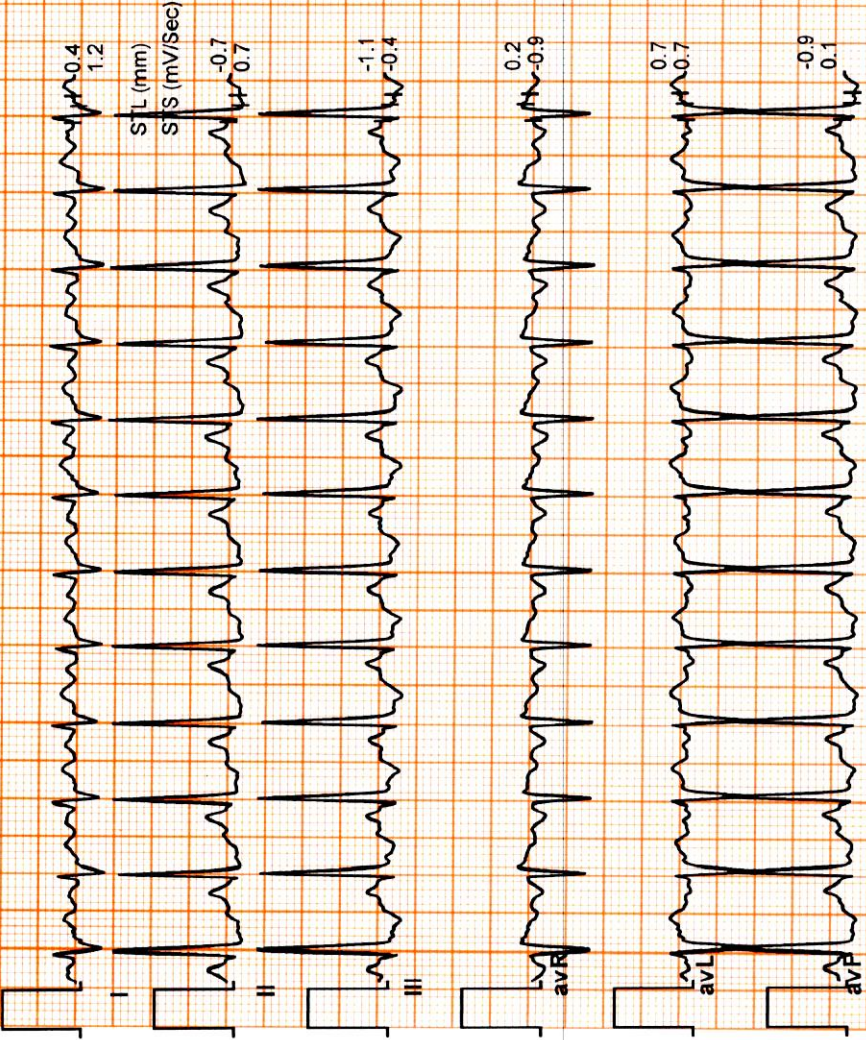 0.4
1.2
I
STL (mm)
STS (mV/Sec)
-0.7
0.7
II
-1.1
-0.4
III
0.2
-0.9
avR
0.7
0.7
avL
-0.9
0.1
avF